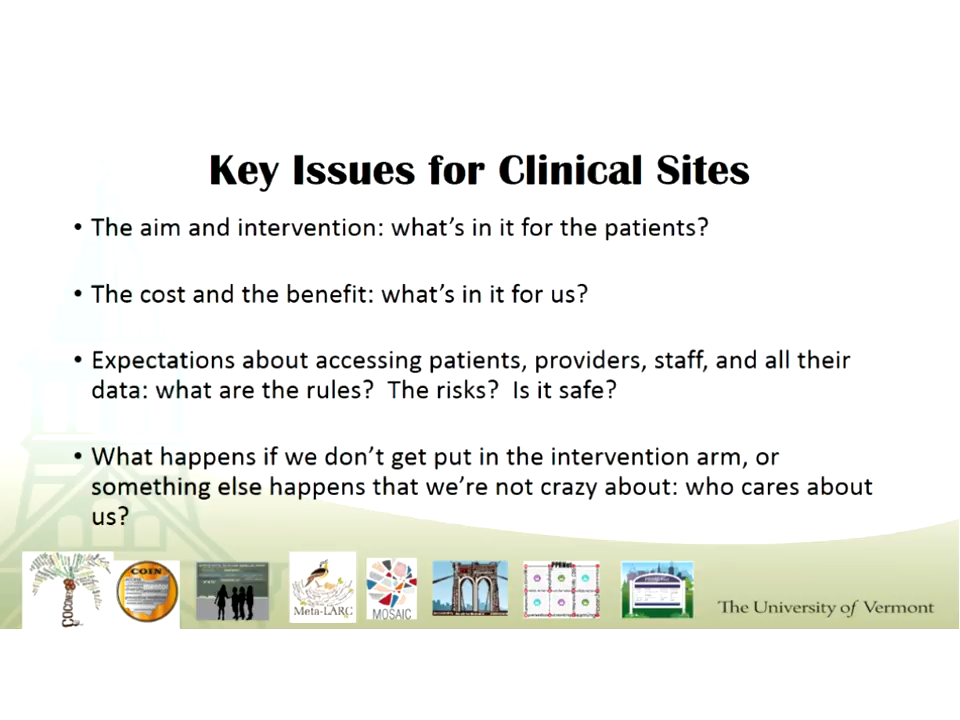 Key Issues for Clinical Sites
• The aim and intervention: what's in it for the patients?
• The cost and the benefit: what's in it for us?
• Expectations about accessing patients, providers, staff, and all their
data: what are the rules?  The risks?  Is it safe?
• What happens if we don't get put in the intervention arm, or
something else happens that we're not crazy about: who cares about
us?
COIN
Meta-LARC
MOSAIC
PPRNet
The University of Vermont